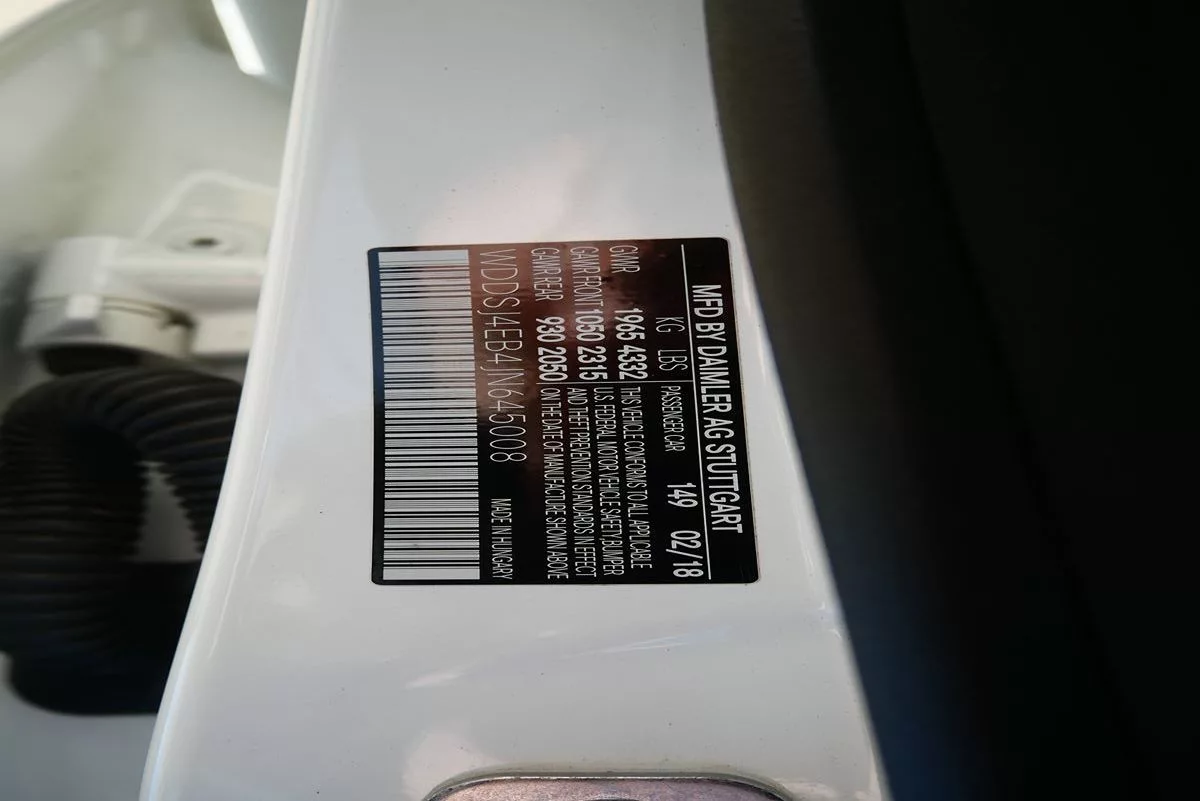 MFD BY DAIMLER AG STUTTGART
KG LBS PASSENGER CAR 149 02/18
GVWR 1965 4332 THIS VEHICLE CONFORMS TO ALL APPLICABLE
GAWR FRONT 1050 2315 U.S. FEDERAL MOTOR VEHICLE SAFETY, BUMPER
GAWR REAR 930 2050 AND THEFT PREVENTION STANDARDS IN EFFECT
ON THE DATE OF MANUFACTURE SHOWN ABOVE
WDDSJ4EB4JN645008 MADE IN HUNGARY